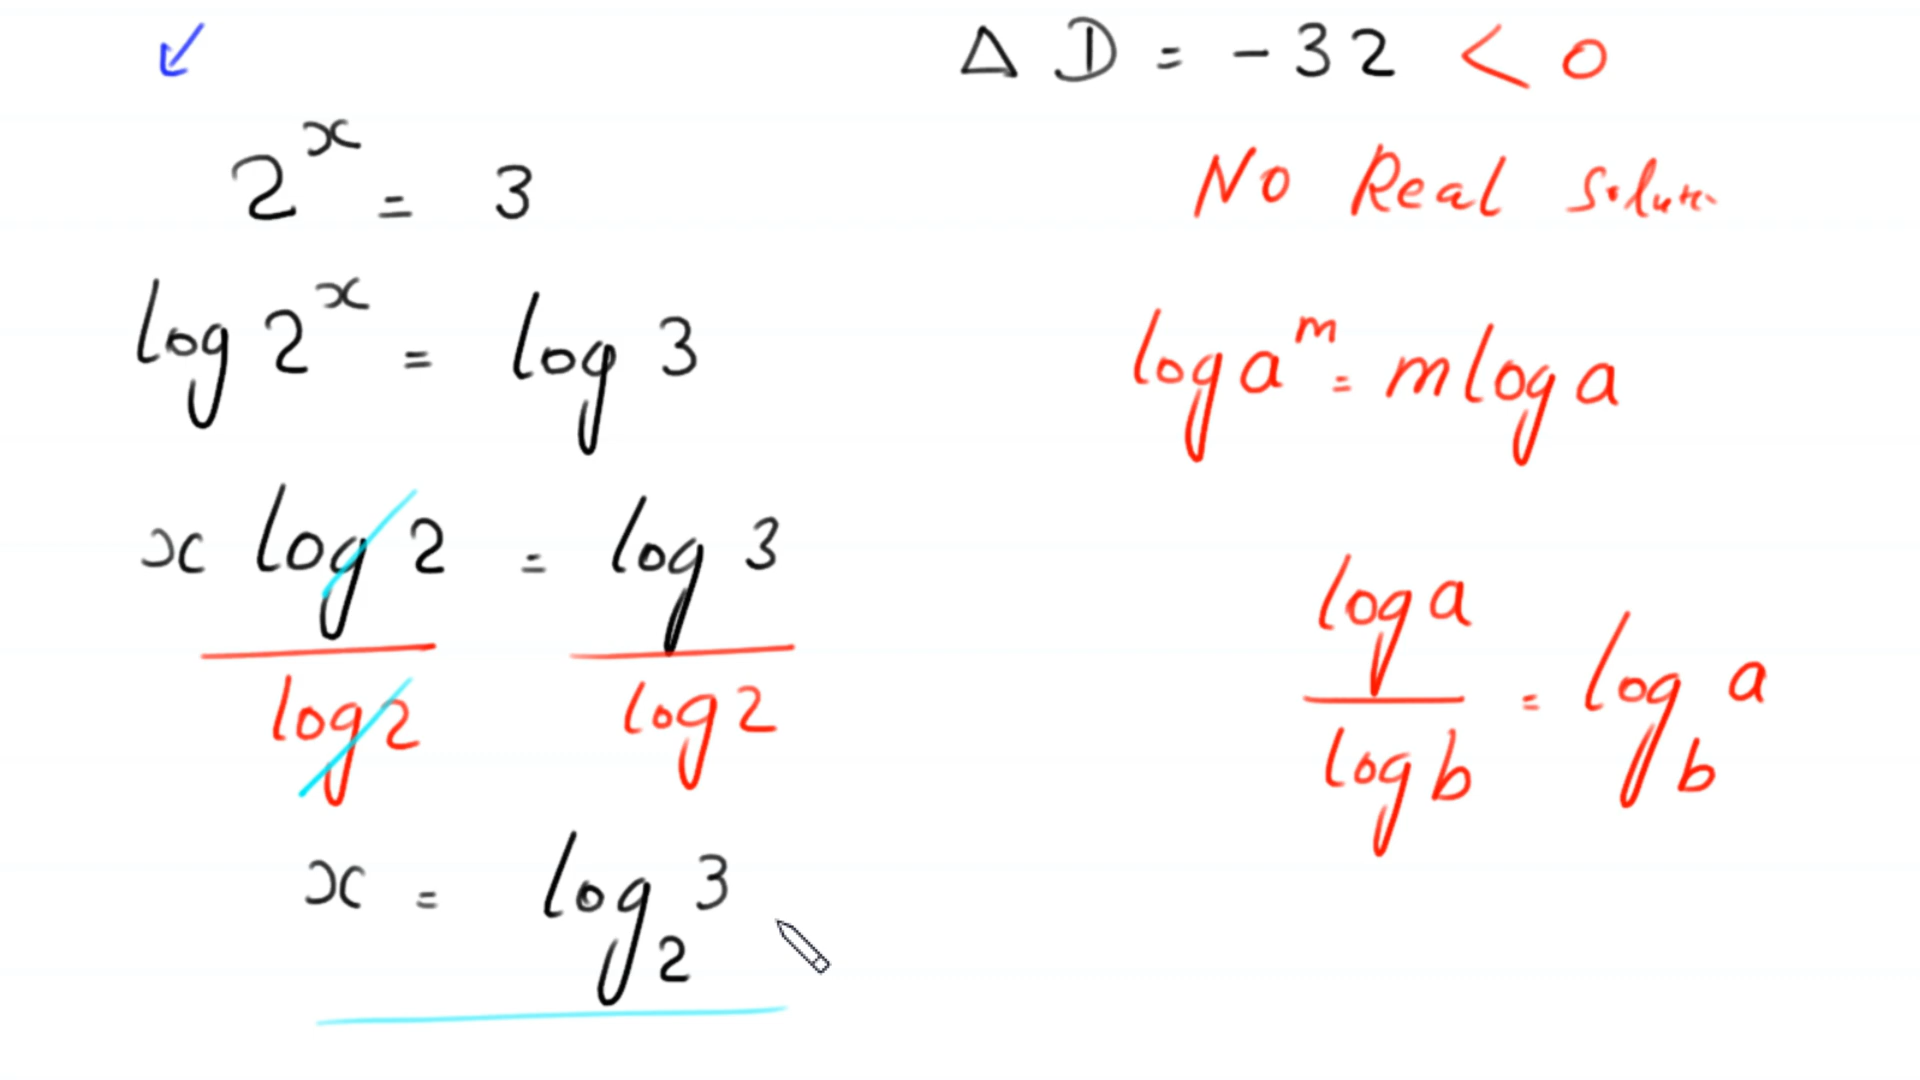 2^x = 3
log 2^x = log 3
x log 2 / log 2 = log 3 / log 2
x = log_2 3
Δ D = -32 < 0
No Real
log a^m = m log a
log a / log b = log_b a